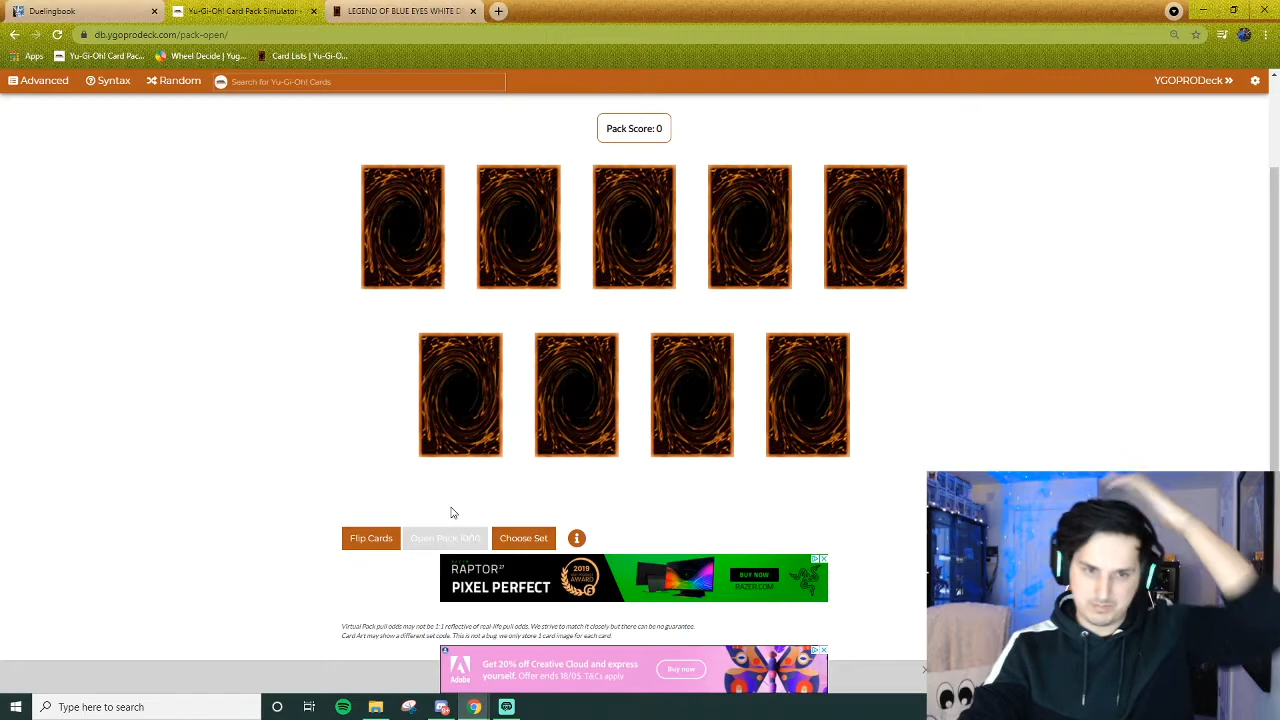 Duelingbook
Yu-Gi-Oh! Card Pack Simulator
LEGEND OF BLUE EYES WHITE D
db.ygoprodeck.com/pack-open/
Apps
Yu-Gi-Oh! Card Pac...
Wheel Decide | Yug...
Card Lists | Yu-Gi-O...
Advanced
Syntax
Random
Search for Yu-Gi-Oh! Cards
YGOPRODeck
Pack Score: 0
Flip Cards
Open Pack
Choose Set
RAPTOR 27
PIXEL PERFECT
2019
BUY NOW
RAZER.COM
Virtual Pack pull odds may not be 1:1 reflective of real-life pull odds. We strive to match it closely but there can be no guarantee.
Card Art may show a different set code. This is not a bug, we only store 1 card image for each card.
Adobe
Get 20% off Creative Cloud and express
yourself. Offer ends 18/05. T&Cs apply
Buy now
Type here to search